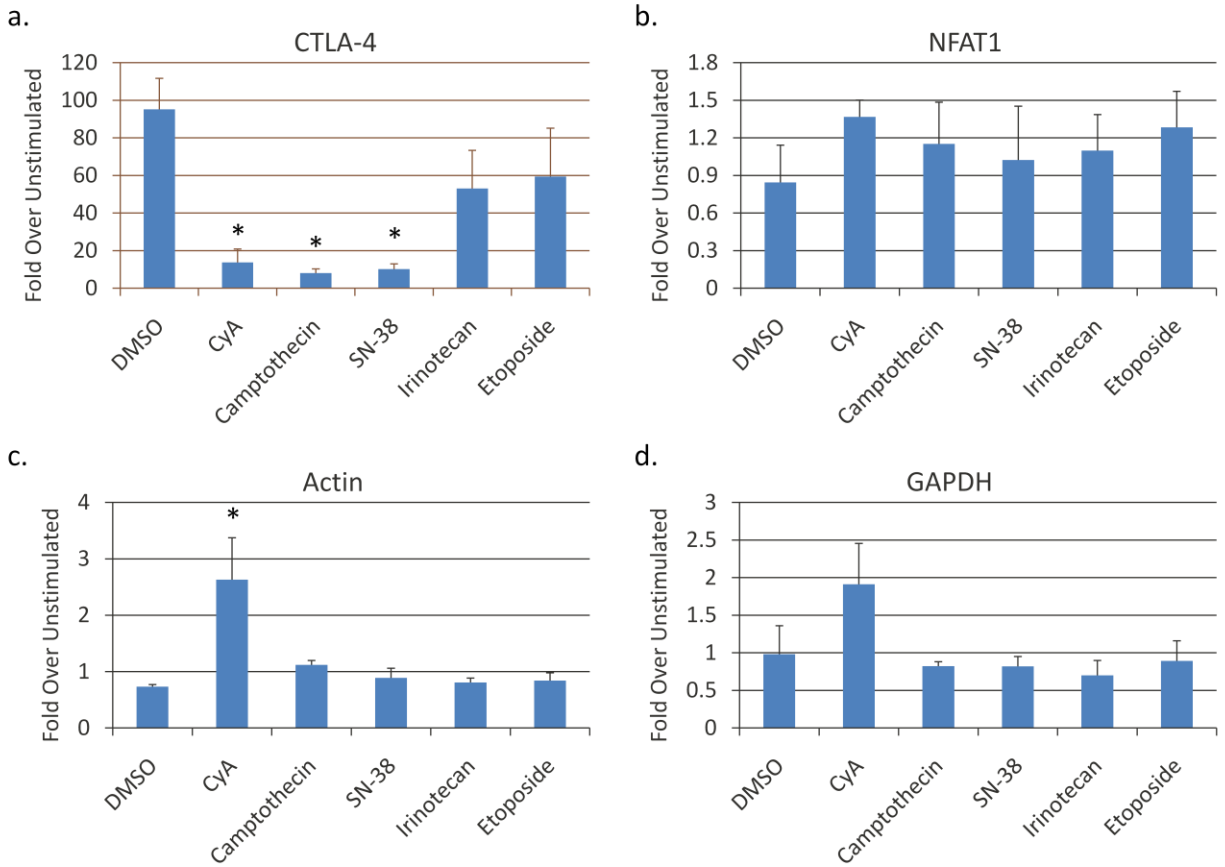 a.
CTLA-4
Fold Over Unstimulated
120
100
80
60
40
20
0
*
*
*
DMSO
CyA
Camptothecin
SN-38
Irinotecan
Etoposide
b.
NFAT1
Fold Over Unstimulated
1.8
1.5
1.2
0.9
0.6
0.3
0
DMSO
CyA
Camptothecin
SN-38
Irinotecan
Etoposide
c.
Actin
Fold Over Unstimulated
4
3
2
1
0
*
DMSO
CyA
Camptothecin
SN-38
Irinotecan
Etoposide
d.
GAPDH
Fold Over Unstimulated
3
2.5
2
1.5
1
0.5
0
DMSO
CyA
Camptothecin
SN-38
Irinotecan
Etoposide